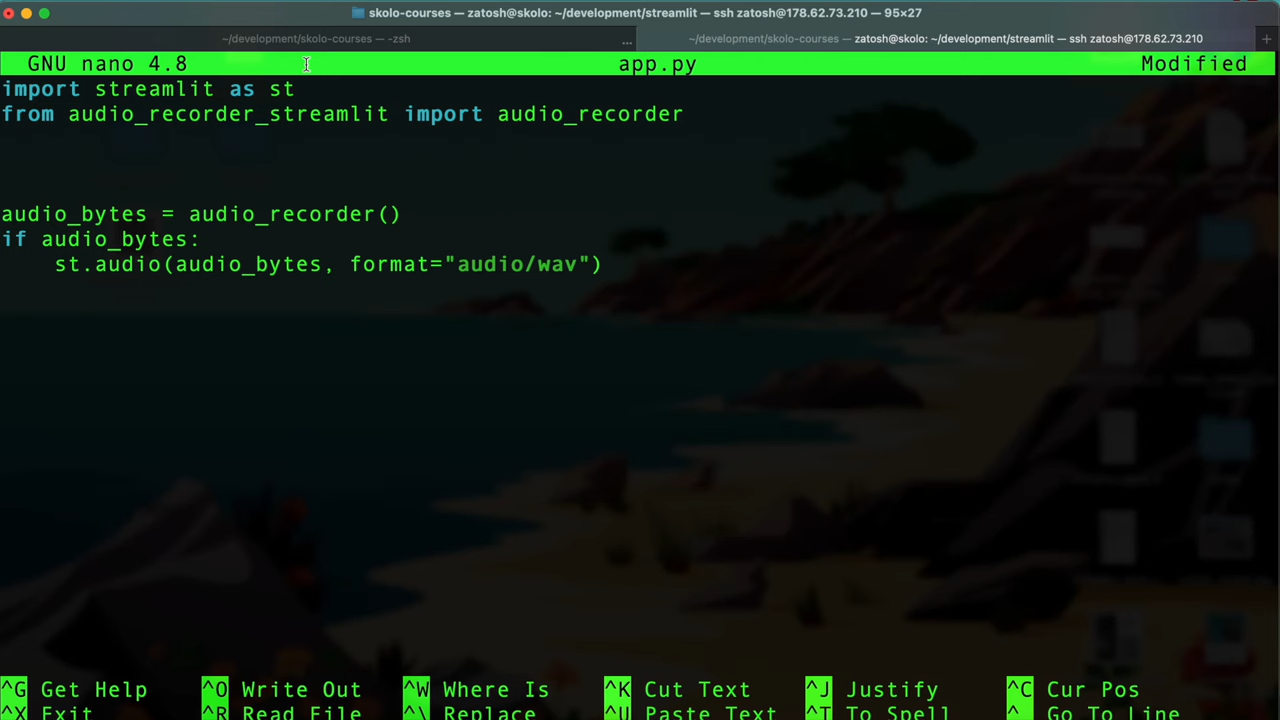 skolo-courses — zatosh@skolo: ~/development/streamlit — ssh zatosh@178.62.73.210 — 95×27
~/development/skolo-courses — -zsh ... ~/development/skolo-courses — zatosh@skolo: ~/development/streamlit — ssh zatosh@178.62.73.210 +
GNU nano 4.8 app.py Modified
import streamlit as st
from audio_recorder_streamlit import audio_recorder
audio_bytes = audio_recorder()
if audio_bytes:
    st.audio(audio_bytes, format="audio/wav")
^G Get Help ^O Write Out ^W Where Is ^K Cut Text ^J Justify ^C Cur Pos
^X Exit ^R Read File ^\ Replace ^U Paste Text ^T To Spell ^_ Go To Line